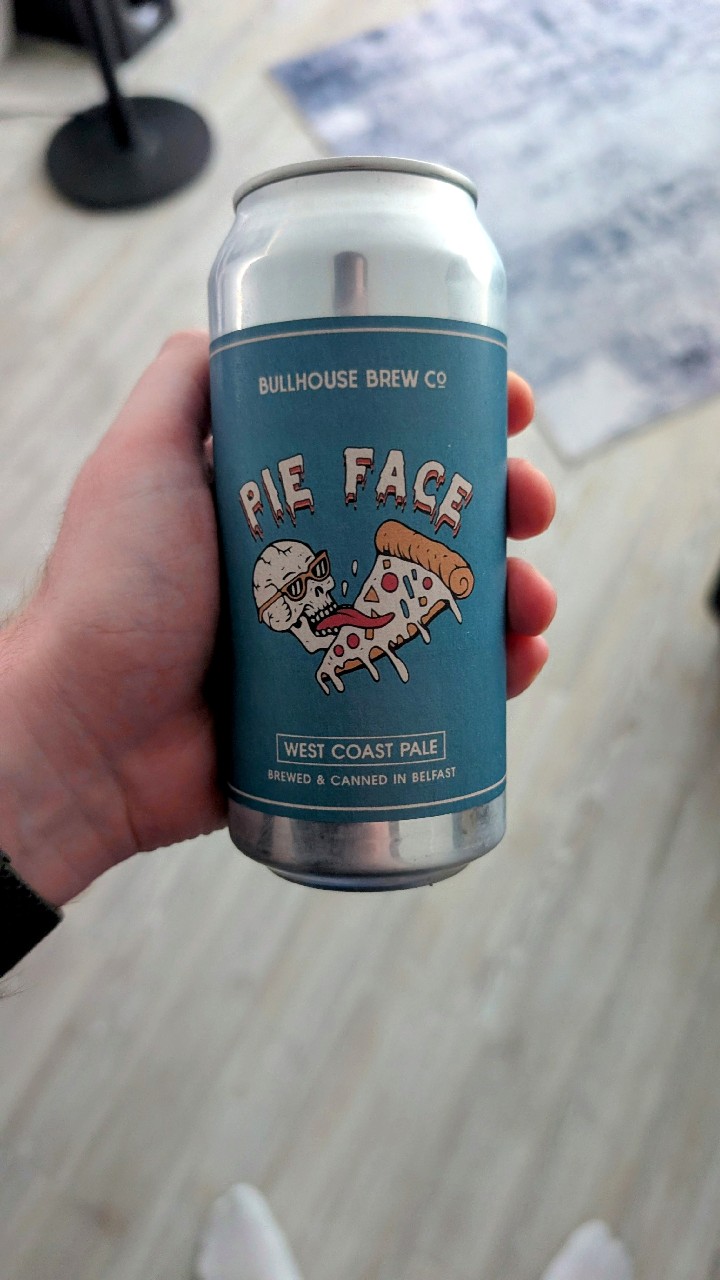 BULLHOUSE BREW Cº
PIE FACE
WEST COAST PALE
BREWED & CANNED IN BELFAST